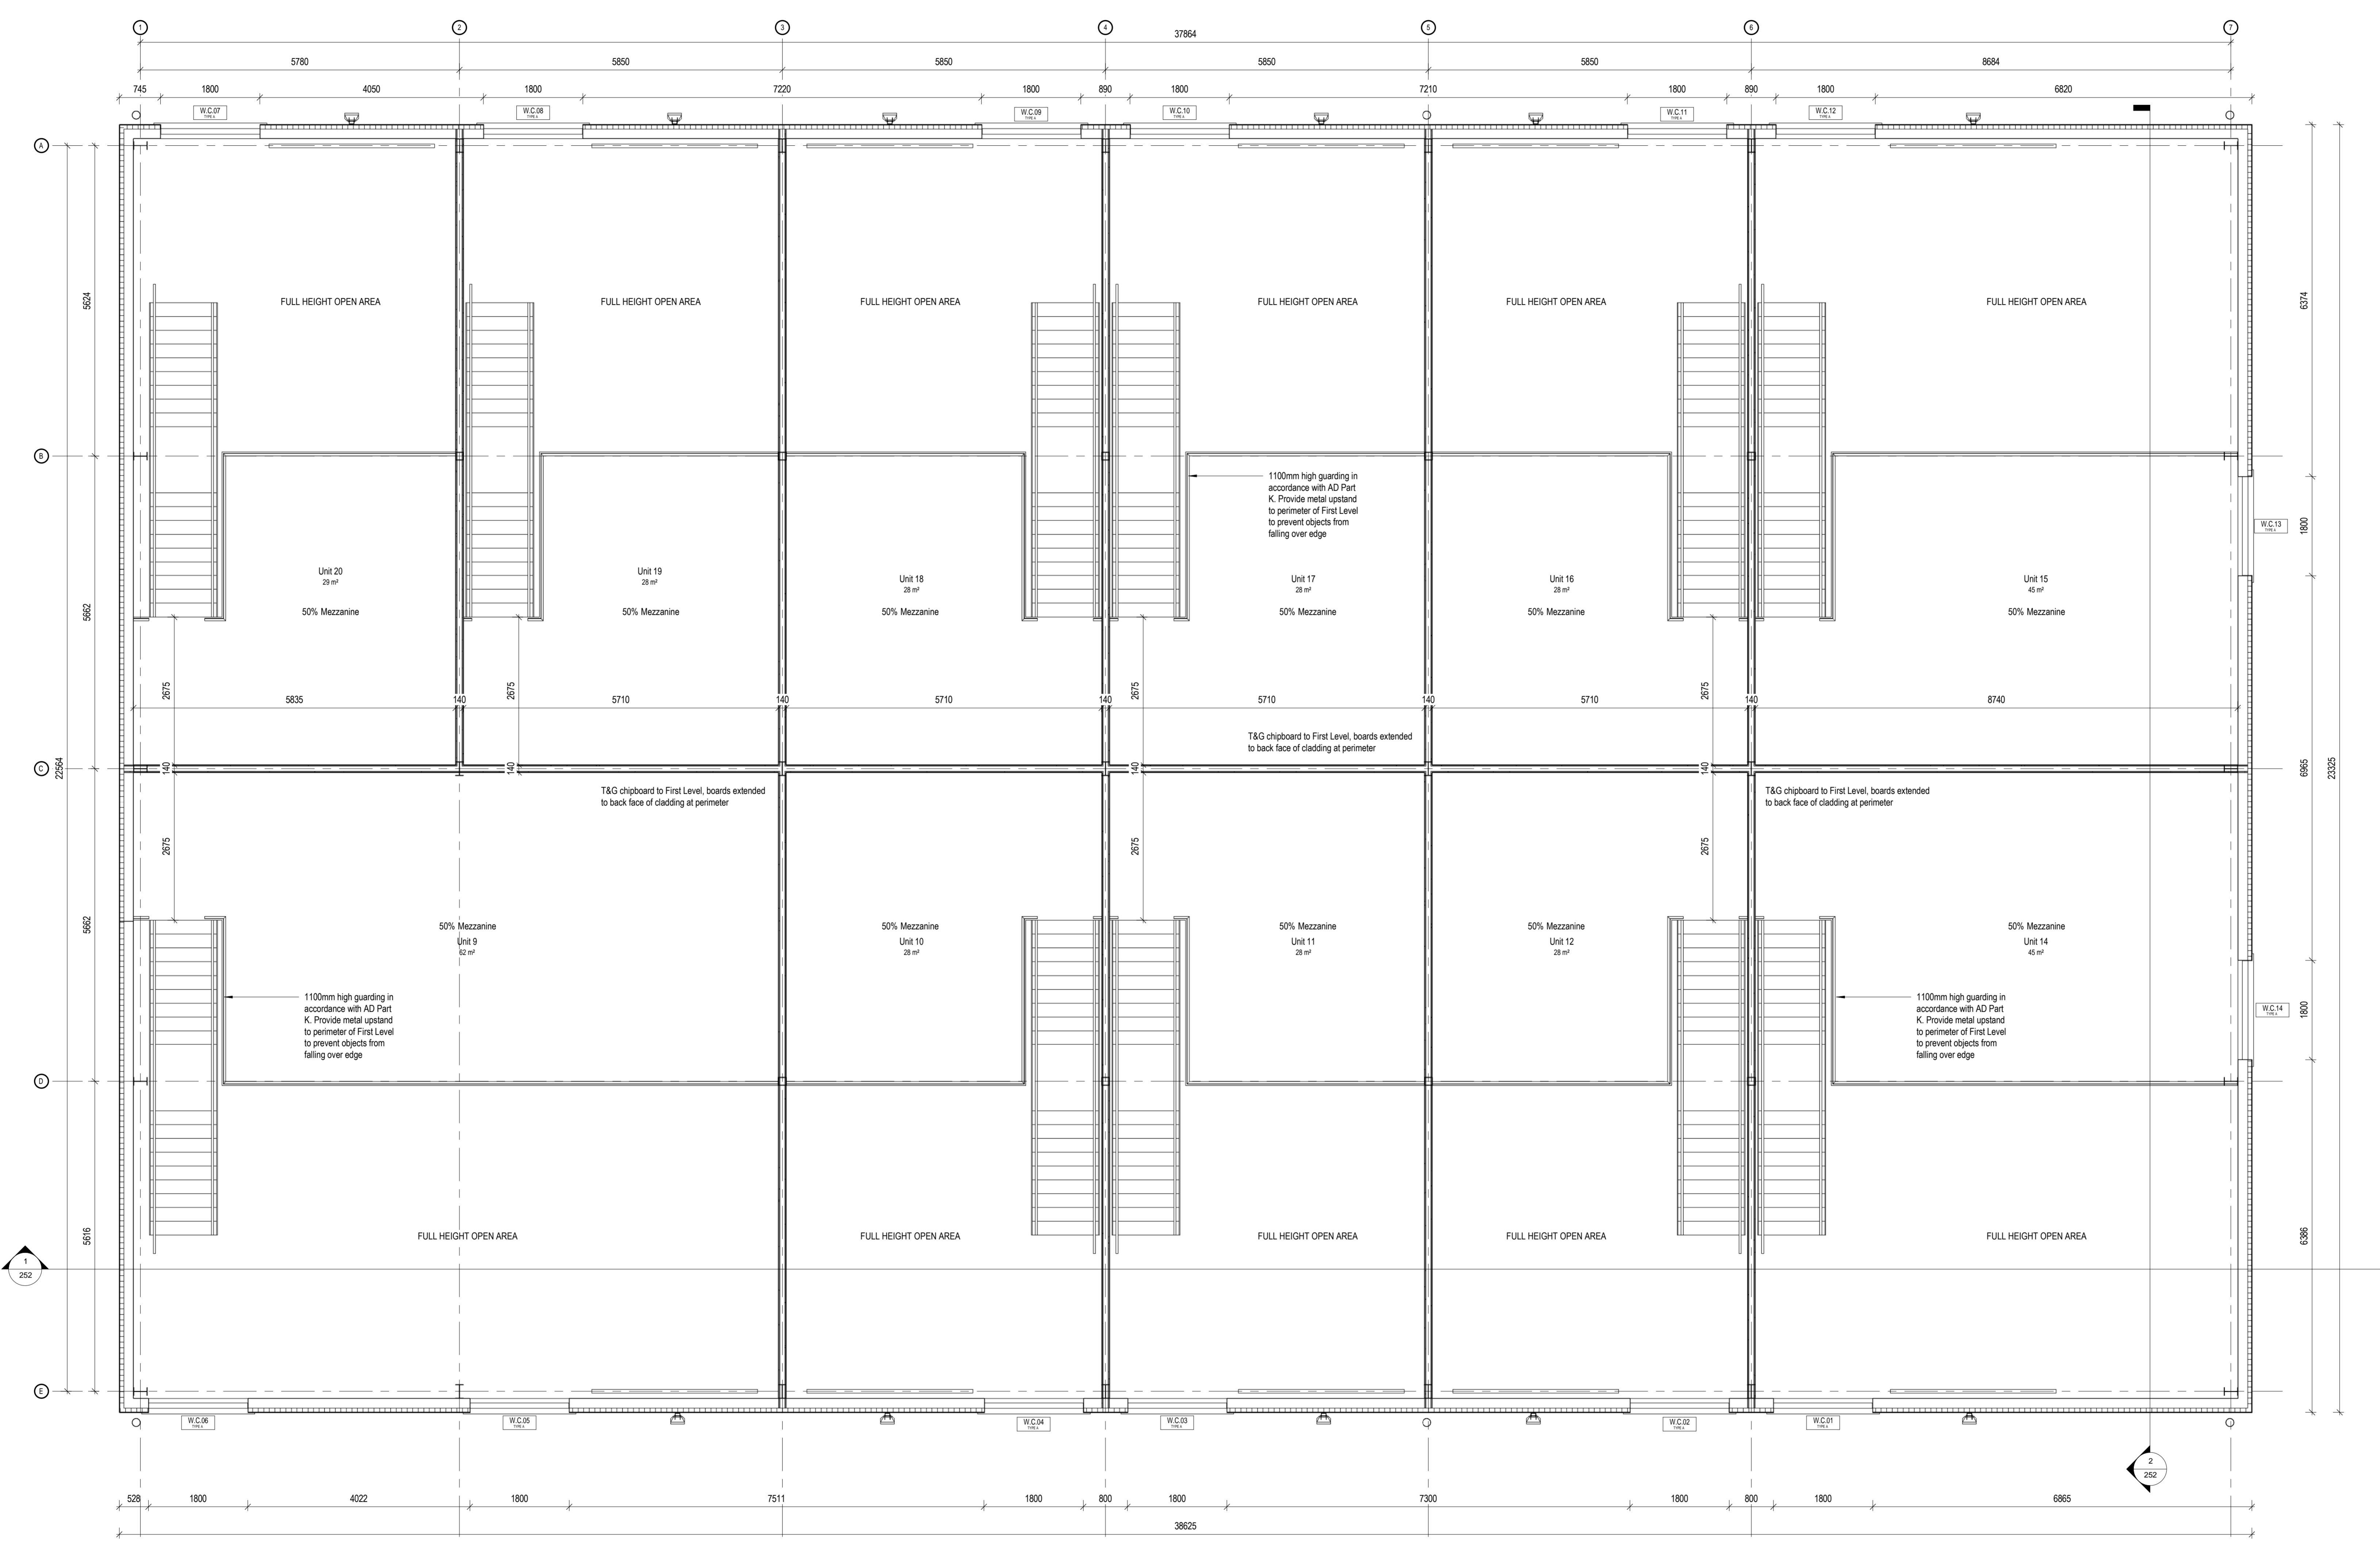 1 2 3 4 5 6 7
37864
5780 5850 5850 5850 5850 8684
745 1800 4050 1800 7220 1800 890 1800 7210 1800 890 1800 6820
W.C.07 W.C.08 W.C.09 W.C.10 W.C.11 W.C.12
TYPE A TYPE A TYPE A TYPE A TYPE A TYPE A
A
5624
FULL HEIGHT OPEN AREA FULL HEIGHT OPEN AREA FULL HEIGHT OPEN AREA FULL HEIGHT OPEN AREA FULL HEIGHT OPEN AREA FULL HEIGHT OPEN AREA
6374
B
1100mm high guarding in
accordance with AD Part
K. Provide metal upstand
to perimeter of First Level
to prevent objects from
falling over edge
W.C.13
TYPE A
1800
Unit 20
29 m²
50% Mezzanine
Unit 19
28 m²
50% Mezzanine
Unit 18
28 m²
50% Mezzanine
Unit 17
28 m²
50% Mezzanine
Unit 16
28 m²
50% Mezzanine
Unit 15
45 m²
50% Mezzanine
5662
2675 2675 2675 2675
5835 140 5710 140 5710 140 5710 140 5710 140 8740
T&G chipboard to First Level, boards extended
to back face of cladding at perimeter
C
22564
140 140 140 140
6965
23325
T&G chipboard to First Level, boards extended
to back face of cladding at perimeter
T&G chipboard to First Level, boards extended
to back face of cladding at perimeter
2675 2675 2675
5662
50% Mezzanine
Unit 9
62 m²
50% Mezzanine
Unit 10
28 m²
50% Mezzanine
Unit 11
28 m²
50% Mezzanine
Unit 12
28 m²
50% Mezzanine
Unit 14
45 m²
1100mm high guarding in
accordance with AD Part
K. Provide metal upstand
to perimeter of First Level
to prevent objects from
falling over edge
1100mm high guarding in
accordance with AD Part
K. Provide metal upstand
to perimeter of First Level
to prevent objects from
falling over edge
W.C.14
TYPE A
1800
D
5616
FULL HEIGHT OPEN AREA FULL HEIGHT OPEN AREA FULL HEIGHT OPEN AREA FULL HEIGHT OPEN AREA FULL HEIGHT OPEN AREA
6386
1
252
E
W.C.06 W.C.05 W.C.04 W.C.03 W.C.02 W.C.01
TYPE A TYPE A TYPE A TYPE A TYPE A TYPE A
2
252
528 1800 4022 1800 7511 1800 800 1800 7300 1800 800 1800 6865
38625